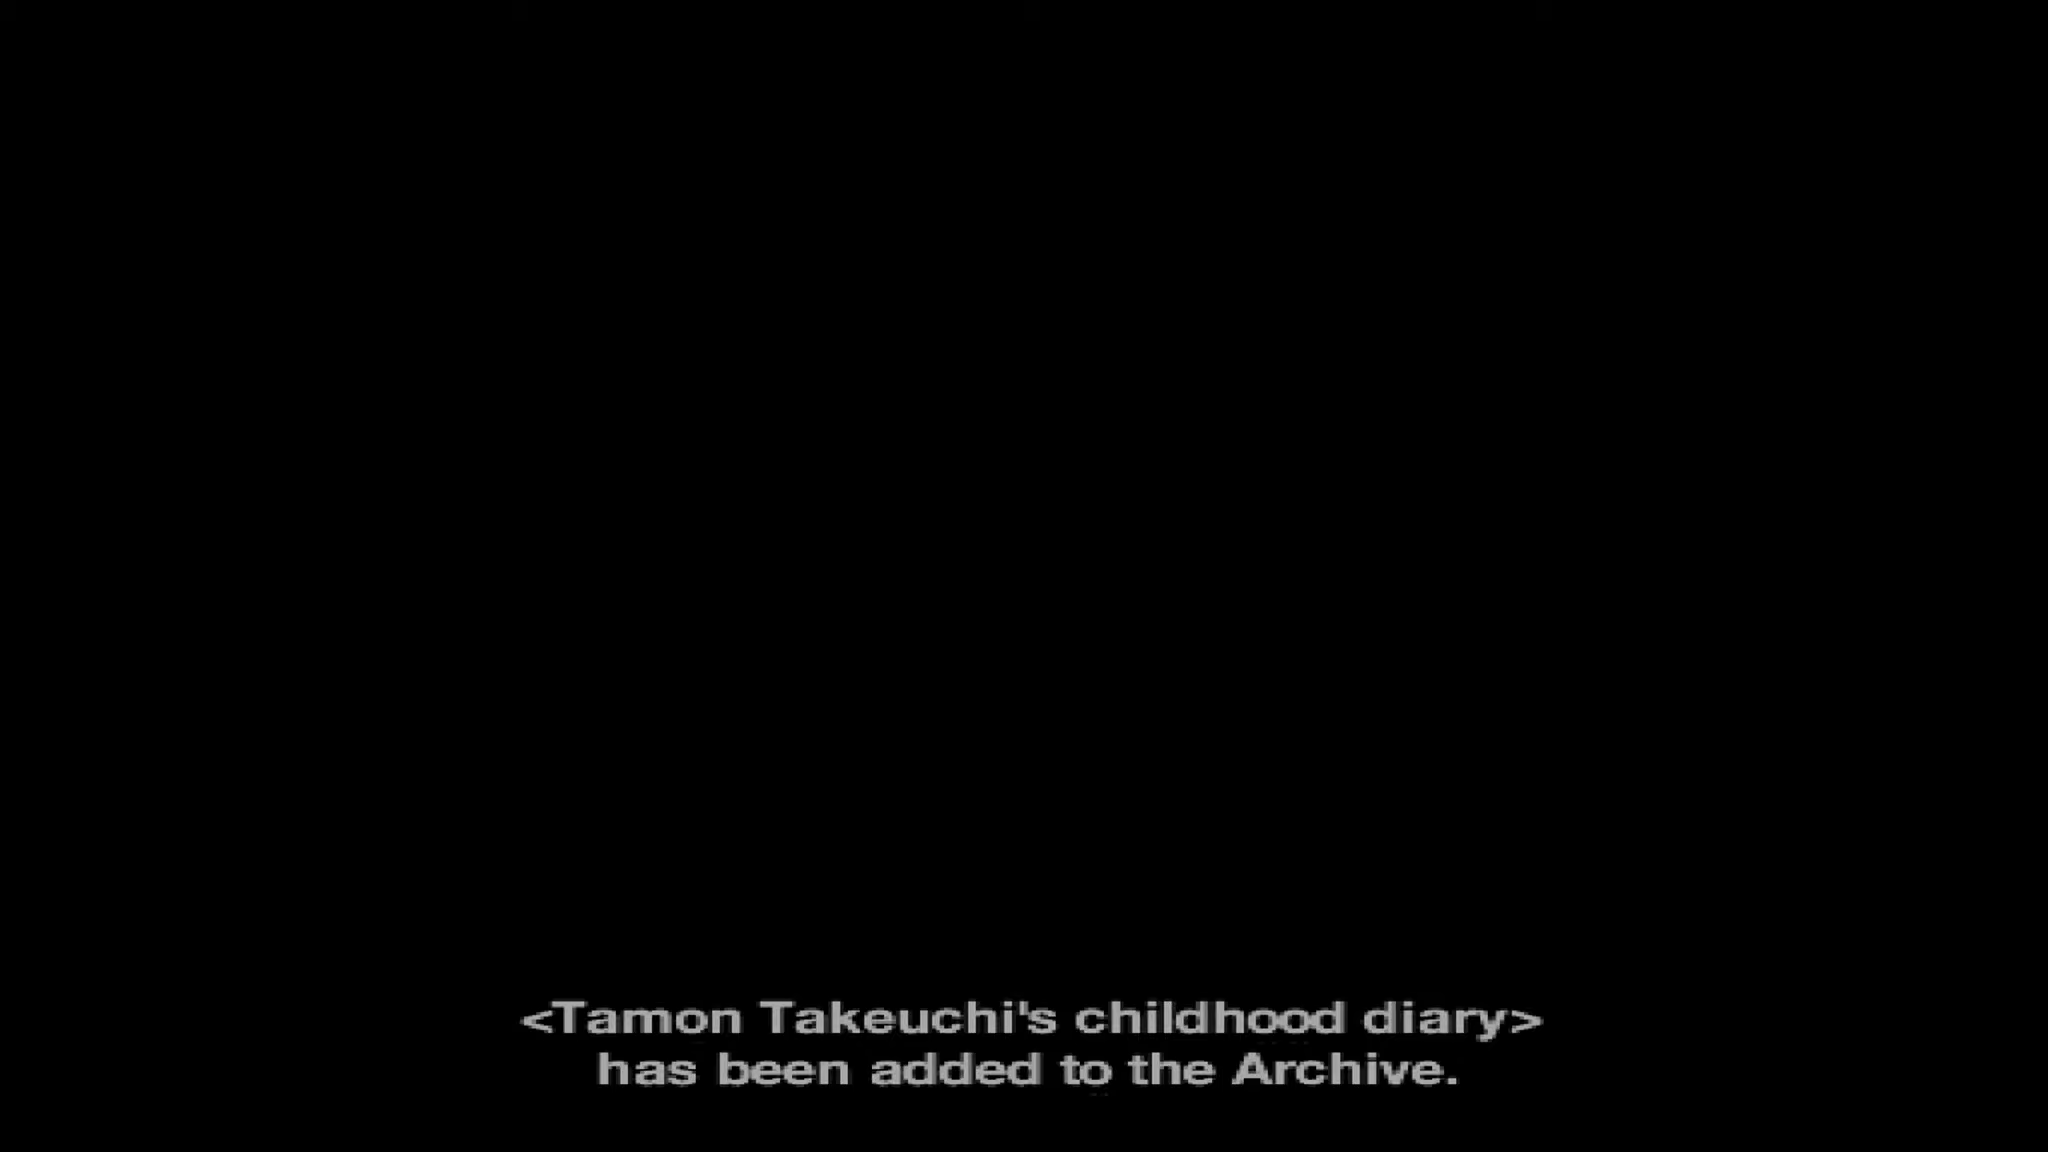 <Tamon Takeuchi's childhood diary>
has been added to the Archive.